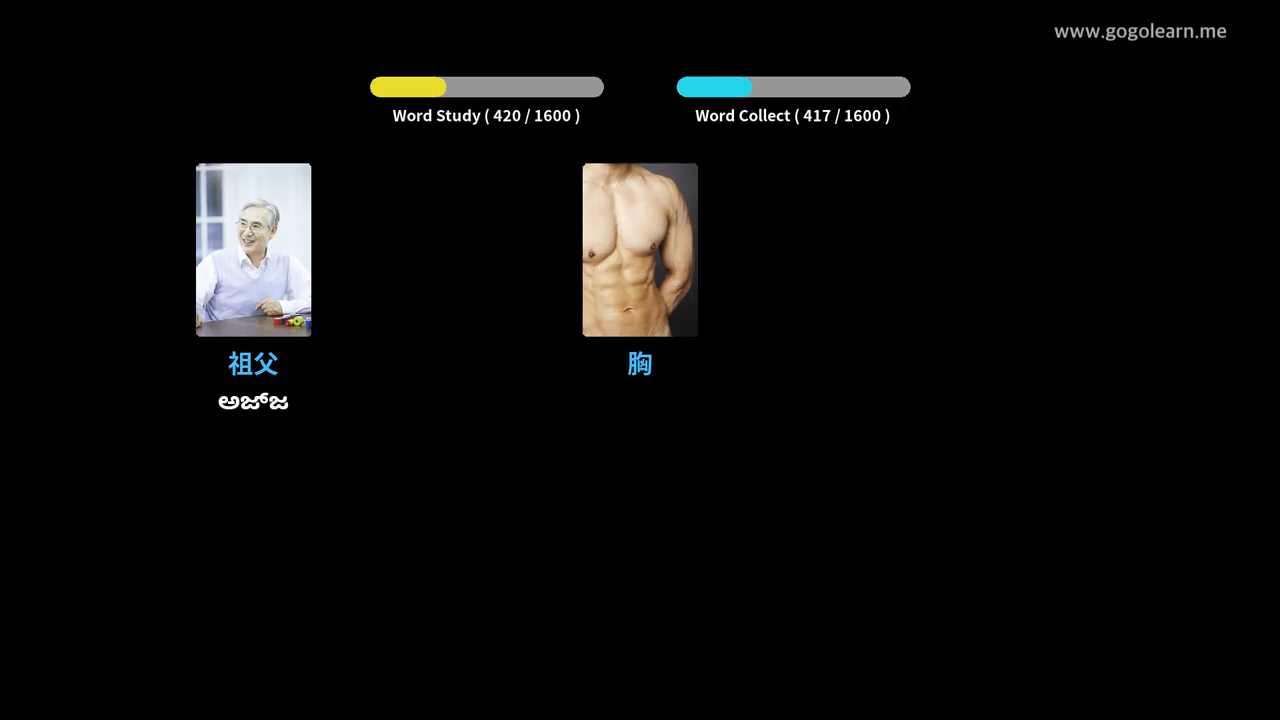 www.gogolearn.me
Word Study ( 420 / 1600 )
Word Collect ( 417 / 1600 )
祖父
胸
ಅಜ್ಜ